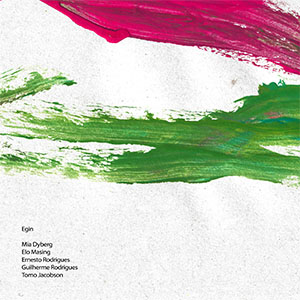 Egin
Mia Dyberg
Elo Masing
Ernesto Rodrigues
Guilherme Rodrigues
Tomo Jacobson